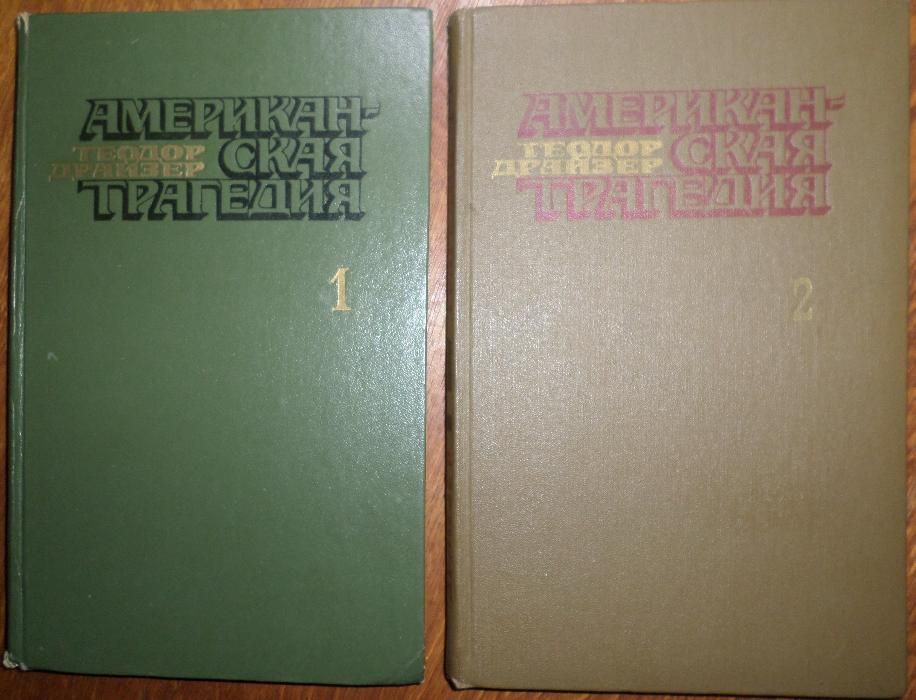 АМЕРИКАН-
ТЕОДОР
ДРАЙЗЕР
СКАЯ
ТРАГЕДИЯ
1
АМЕРИКАН-
ТЕОДОР
ДРАЙЗЕР
СКАЯ
ТРАГЕДИЯ
2